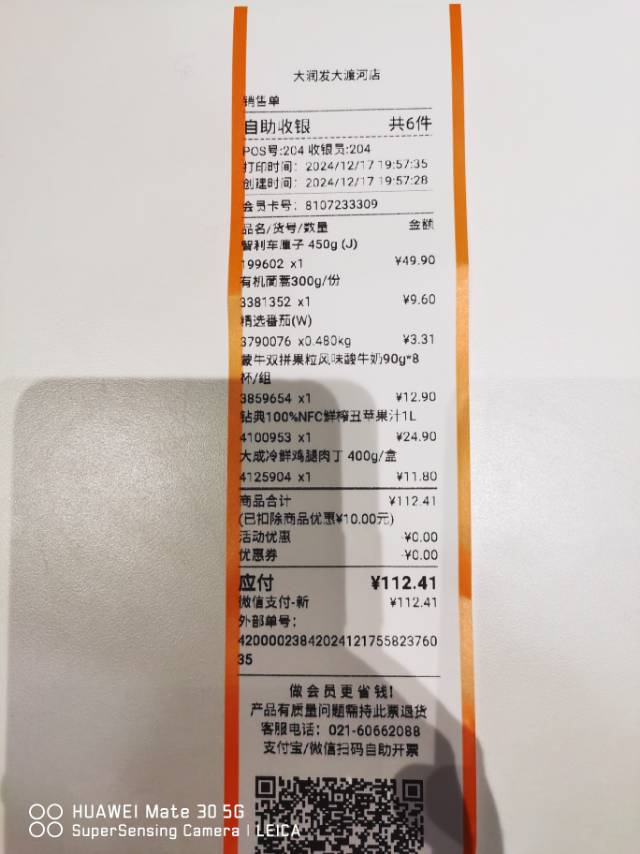 大润发大渡河店
销售单
自助收银 共6件
POS号:204 收银员:204
打印时间: 2024/12/17 19:57:35
创建时间: 2024/12/17 19:57:28
会员卡号: 8107233309
品名/货号/数量 金额
智利车厘子 450g (J)
199602 x1 ¥49.90
有机茼蒿300g/份
3381352 x1 ¥9.60
精选番茄(W)
3790076 x0.480kg ¥3.31
蒙牛双拼果粒风味酸牛奶90g*8
杯/组
3859654 x1 ¥12.90
钻典100%NFC鲜榨丑苹果汁1L
4100953 x1 ¥24.90
大成冷鲜鸡腿肉丁 400g/盒
4125904 x1 ¥11.80
商品合计 ¥112.41
(已扣除商品优惠¥10.00元)
活动优惠 -¥0.00
优惠券 -¥0.00
应付 ¥112.41
微信支付-新 ¥112.41
外部单号:
42000023842024121755823760
35
做会员更省钱!
产品有质量问题需持此票退货
客服电话: 021-60662088
支付宝/微信扫码自助开票
HUAWEI Mate 30 5G
SuperSensing Camera | LEICA